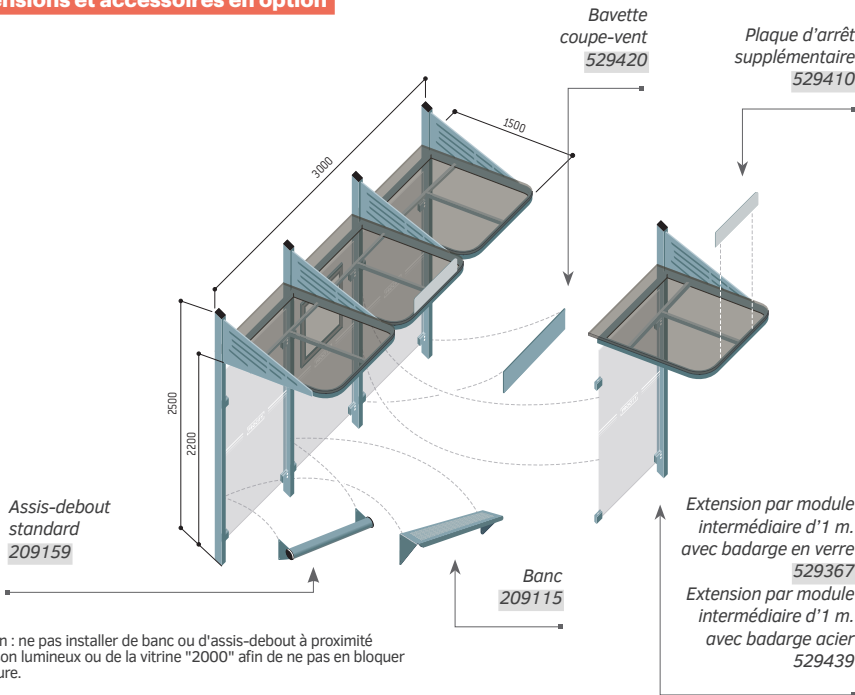 ensions et accessoires en option
Bavette
coupe-vent
529420
Plaque d'arrêt
supplémentaire
529410
3000
1500
2500
2200
Assis-debout
standard
209159
Banc
209115
Extension par module
intermédiaire d'1 m.
avec badarge en verre
529367
Extension par module
intermédiaire d'1 m.
avec badarge acier
529439
n : ne pas installer de banc ou d'assis-debout à proximité
on lumineux ou de la vitrine "2000" afin de ne pas en bloquer
ure.